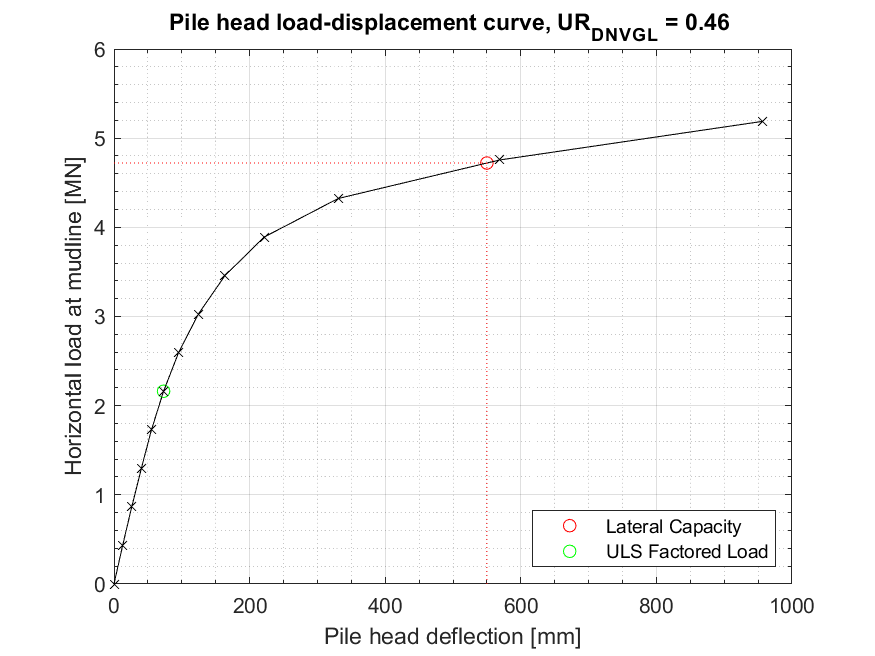 Pile head load-displacement curve, UR_DNVGL = 0.46
Horizontal load at mudline [MN]
6
5
4
3
2
1
0
0 200 400 600 800 1000
Pile head deflection [mm]
Lateral Capacity
ULS Factored Load